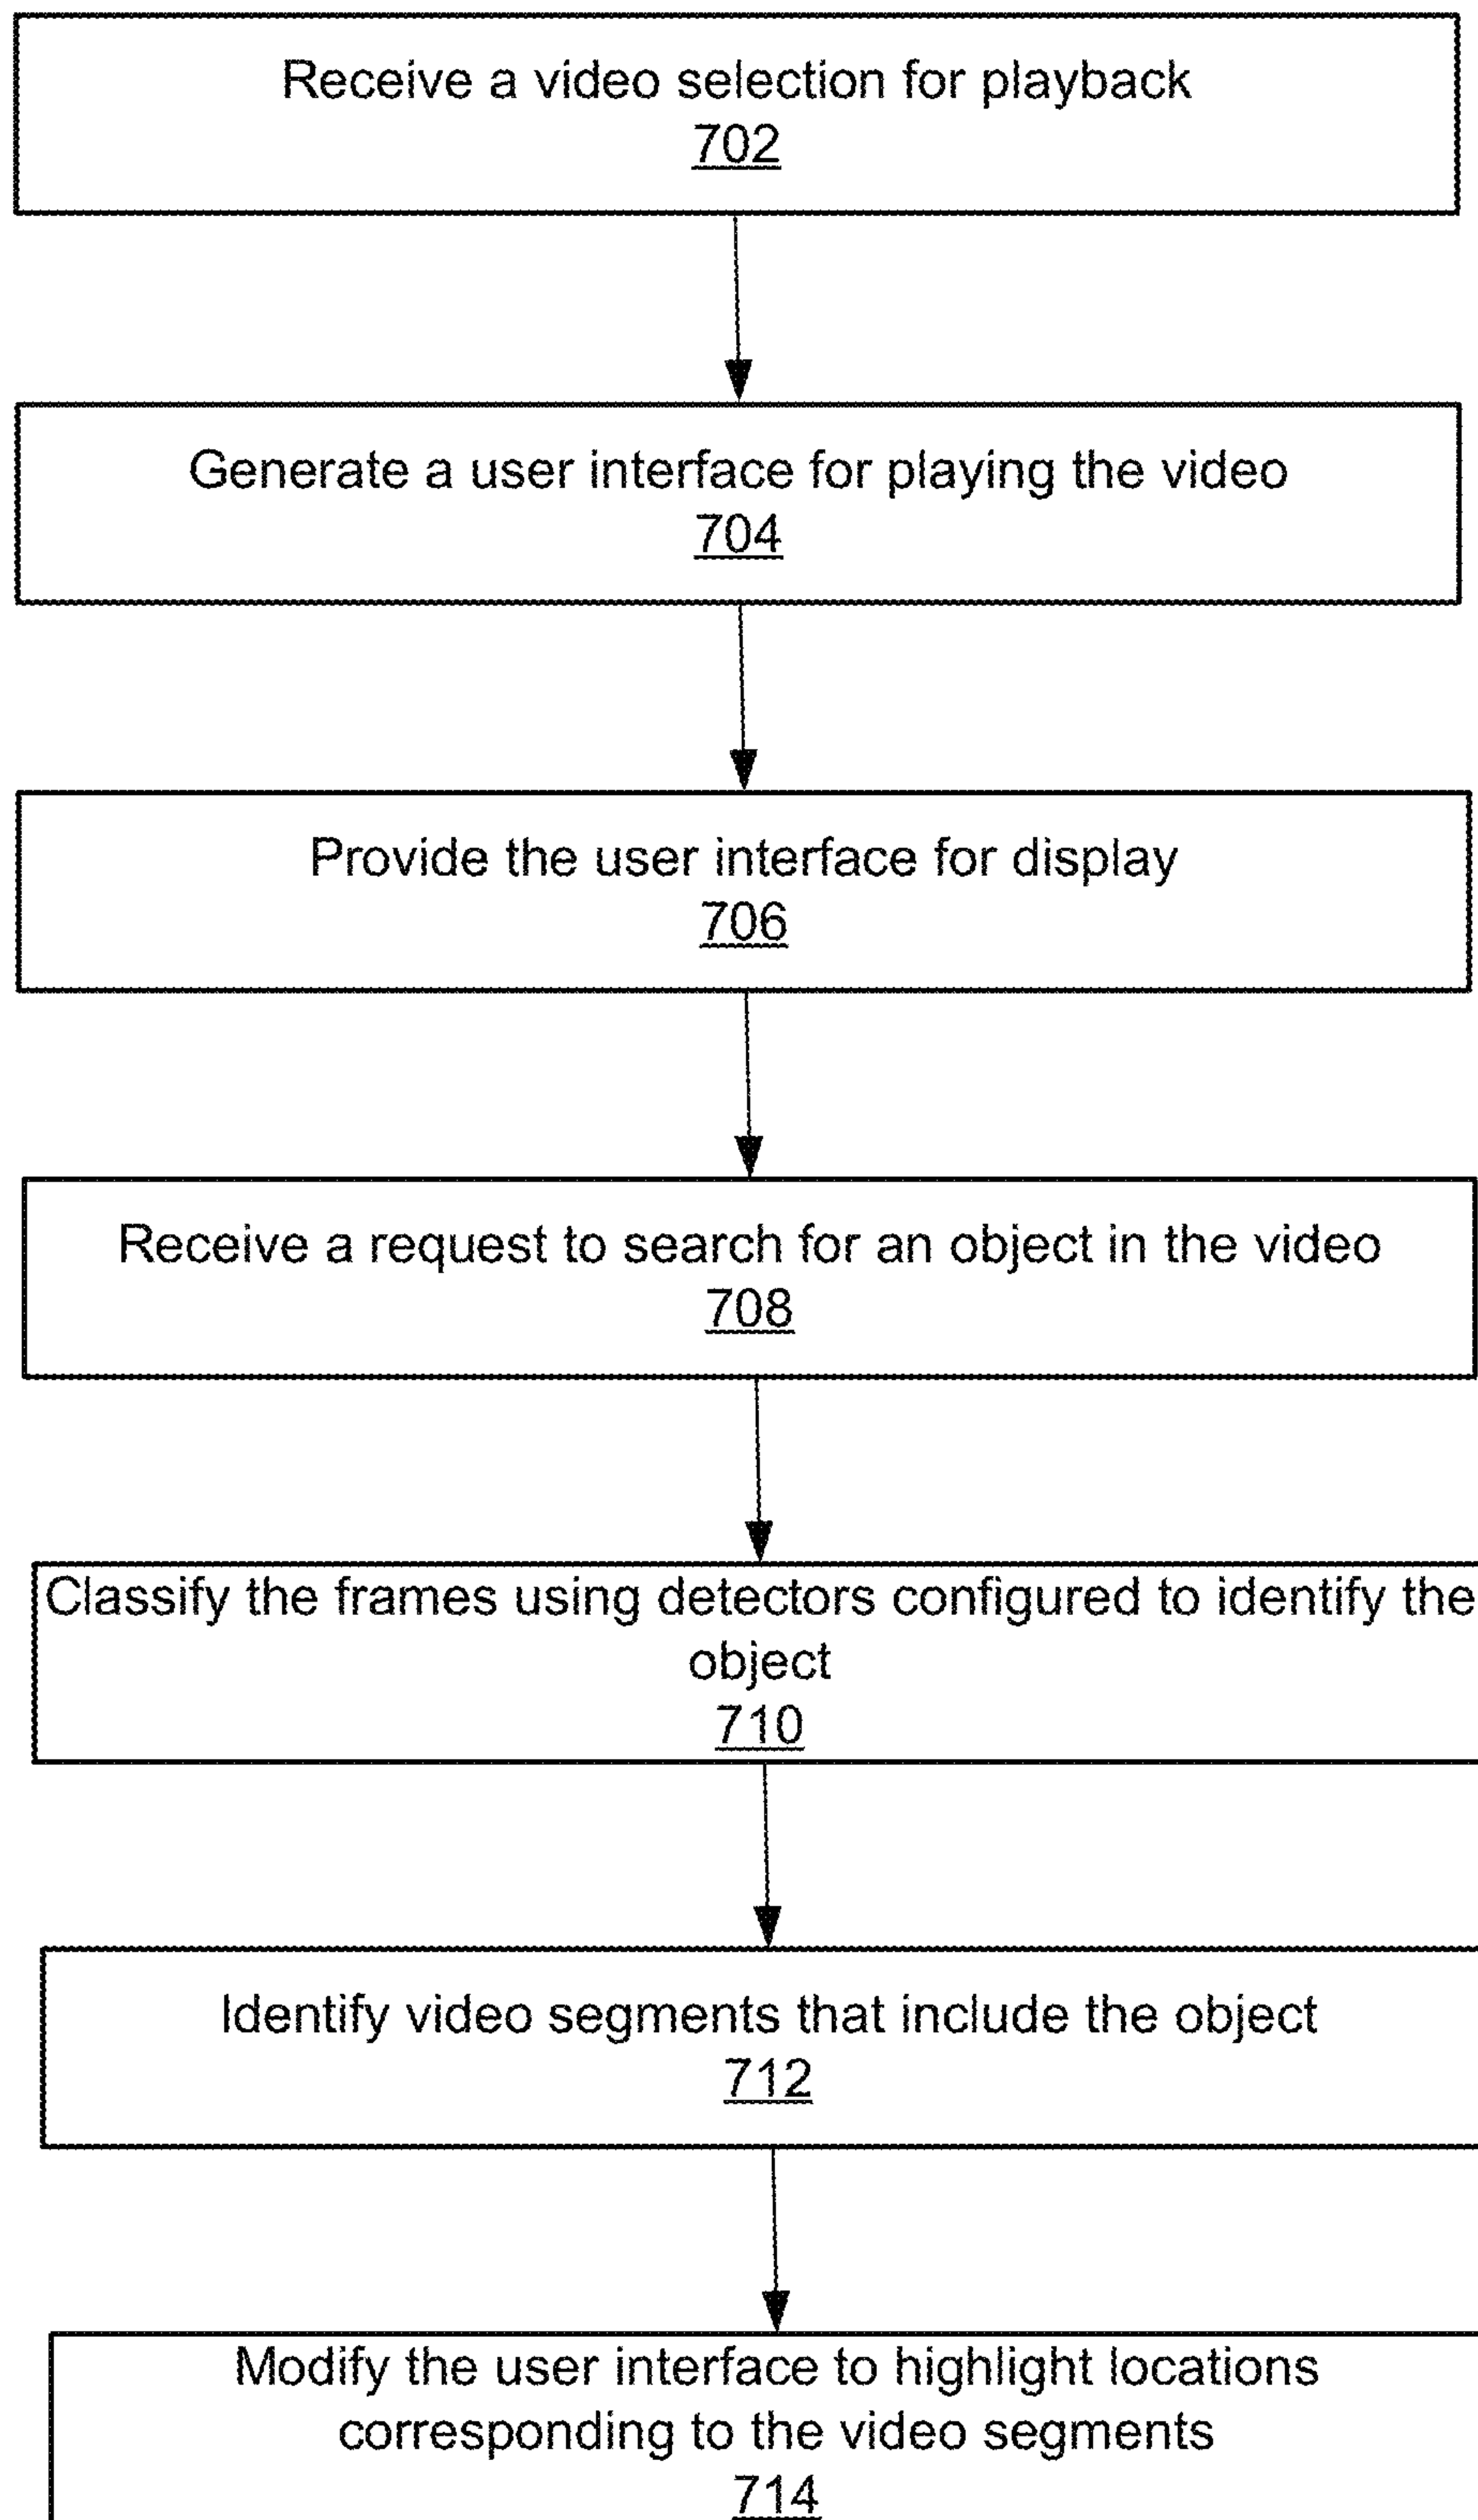 Receive a video selection for playback
702
Generate a user interface for playing the video
704
Provide the user interface for display
706
Receive a request to search for an object in the video
708
Classify the frames using detectors configured to identify the
object
710
Identify video segments that include the object
712
Modify the user interface to highlight locations
corresponding to the video segments
714